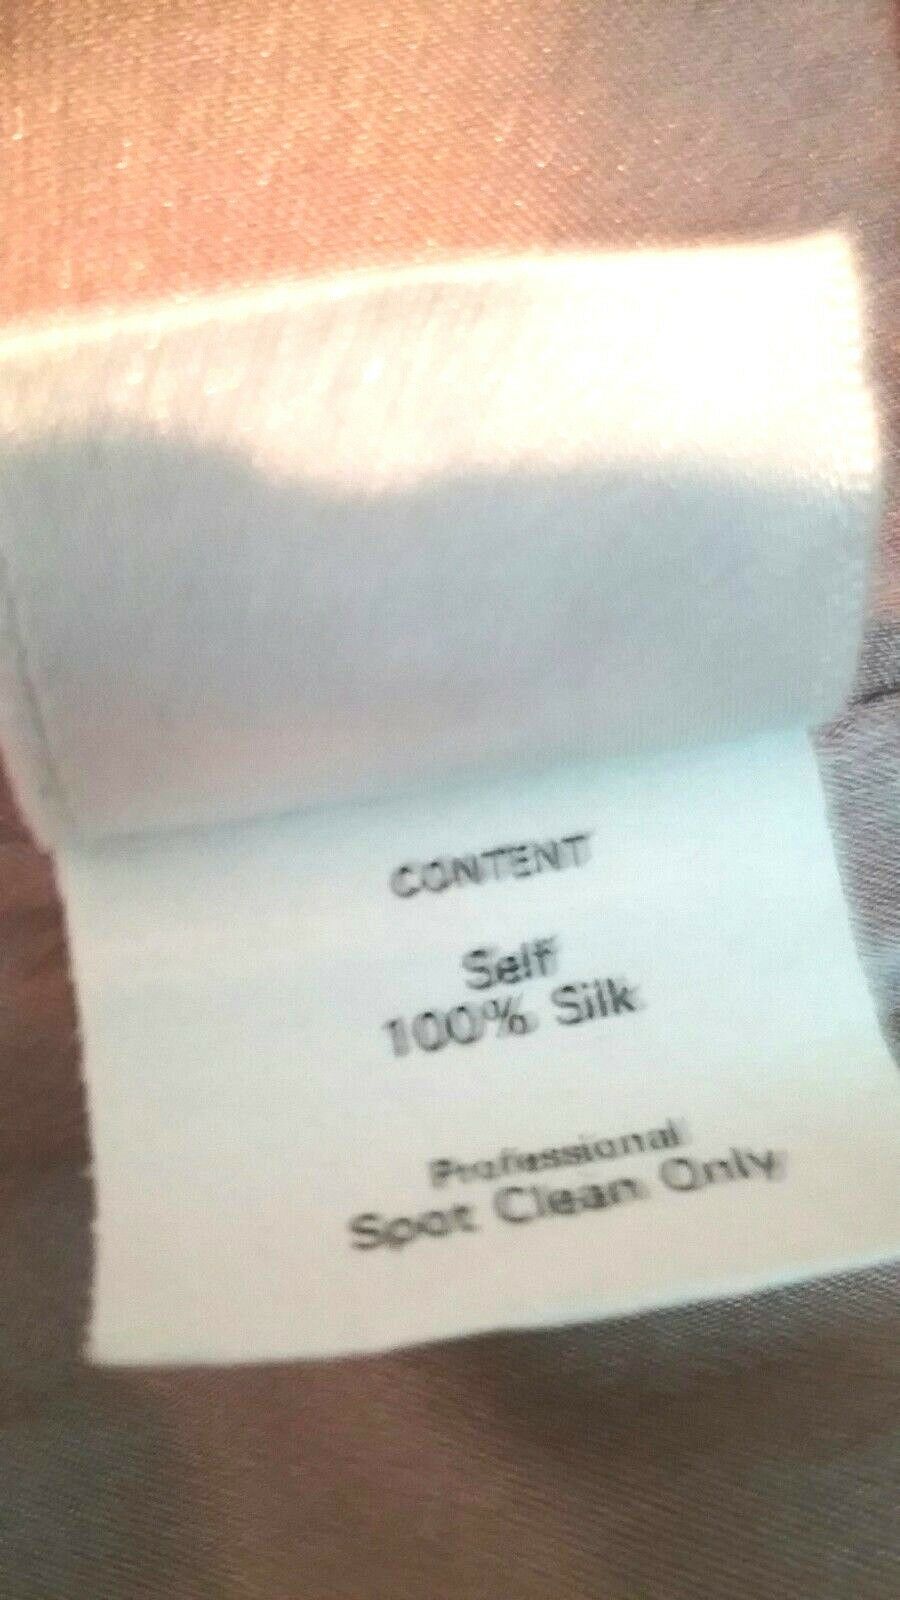 CONTENT
Self
100% Silk
Professional
Spot Clean Only